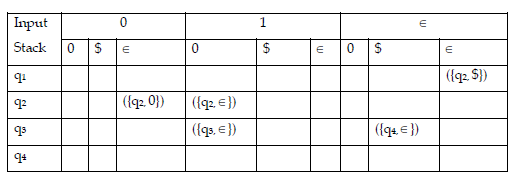 Input 0 1 ∈
Stack 0 $ ∈ 0 $ ∈ 0 $ ∈
q1 ({q2, $})
q2 ({q2, 0}) ({q2, ∈})
q3 ({q3, ∈}) ({q4, ∈})
q4